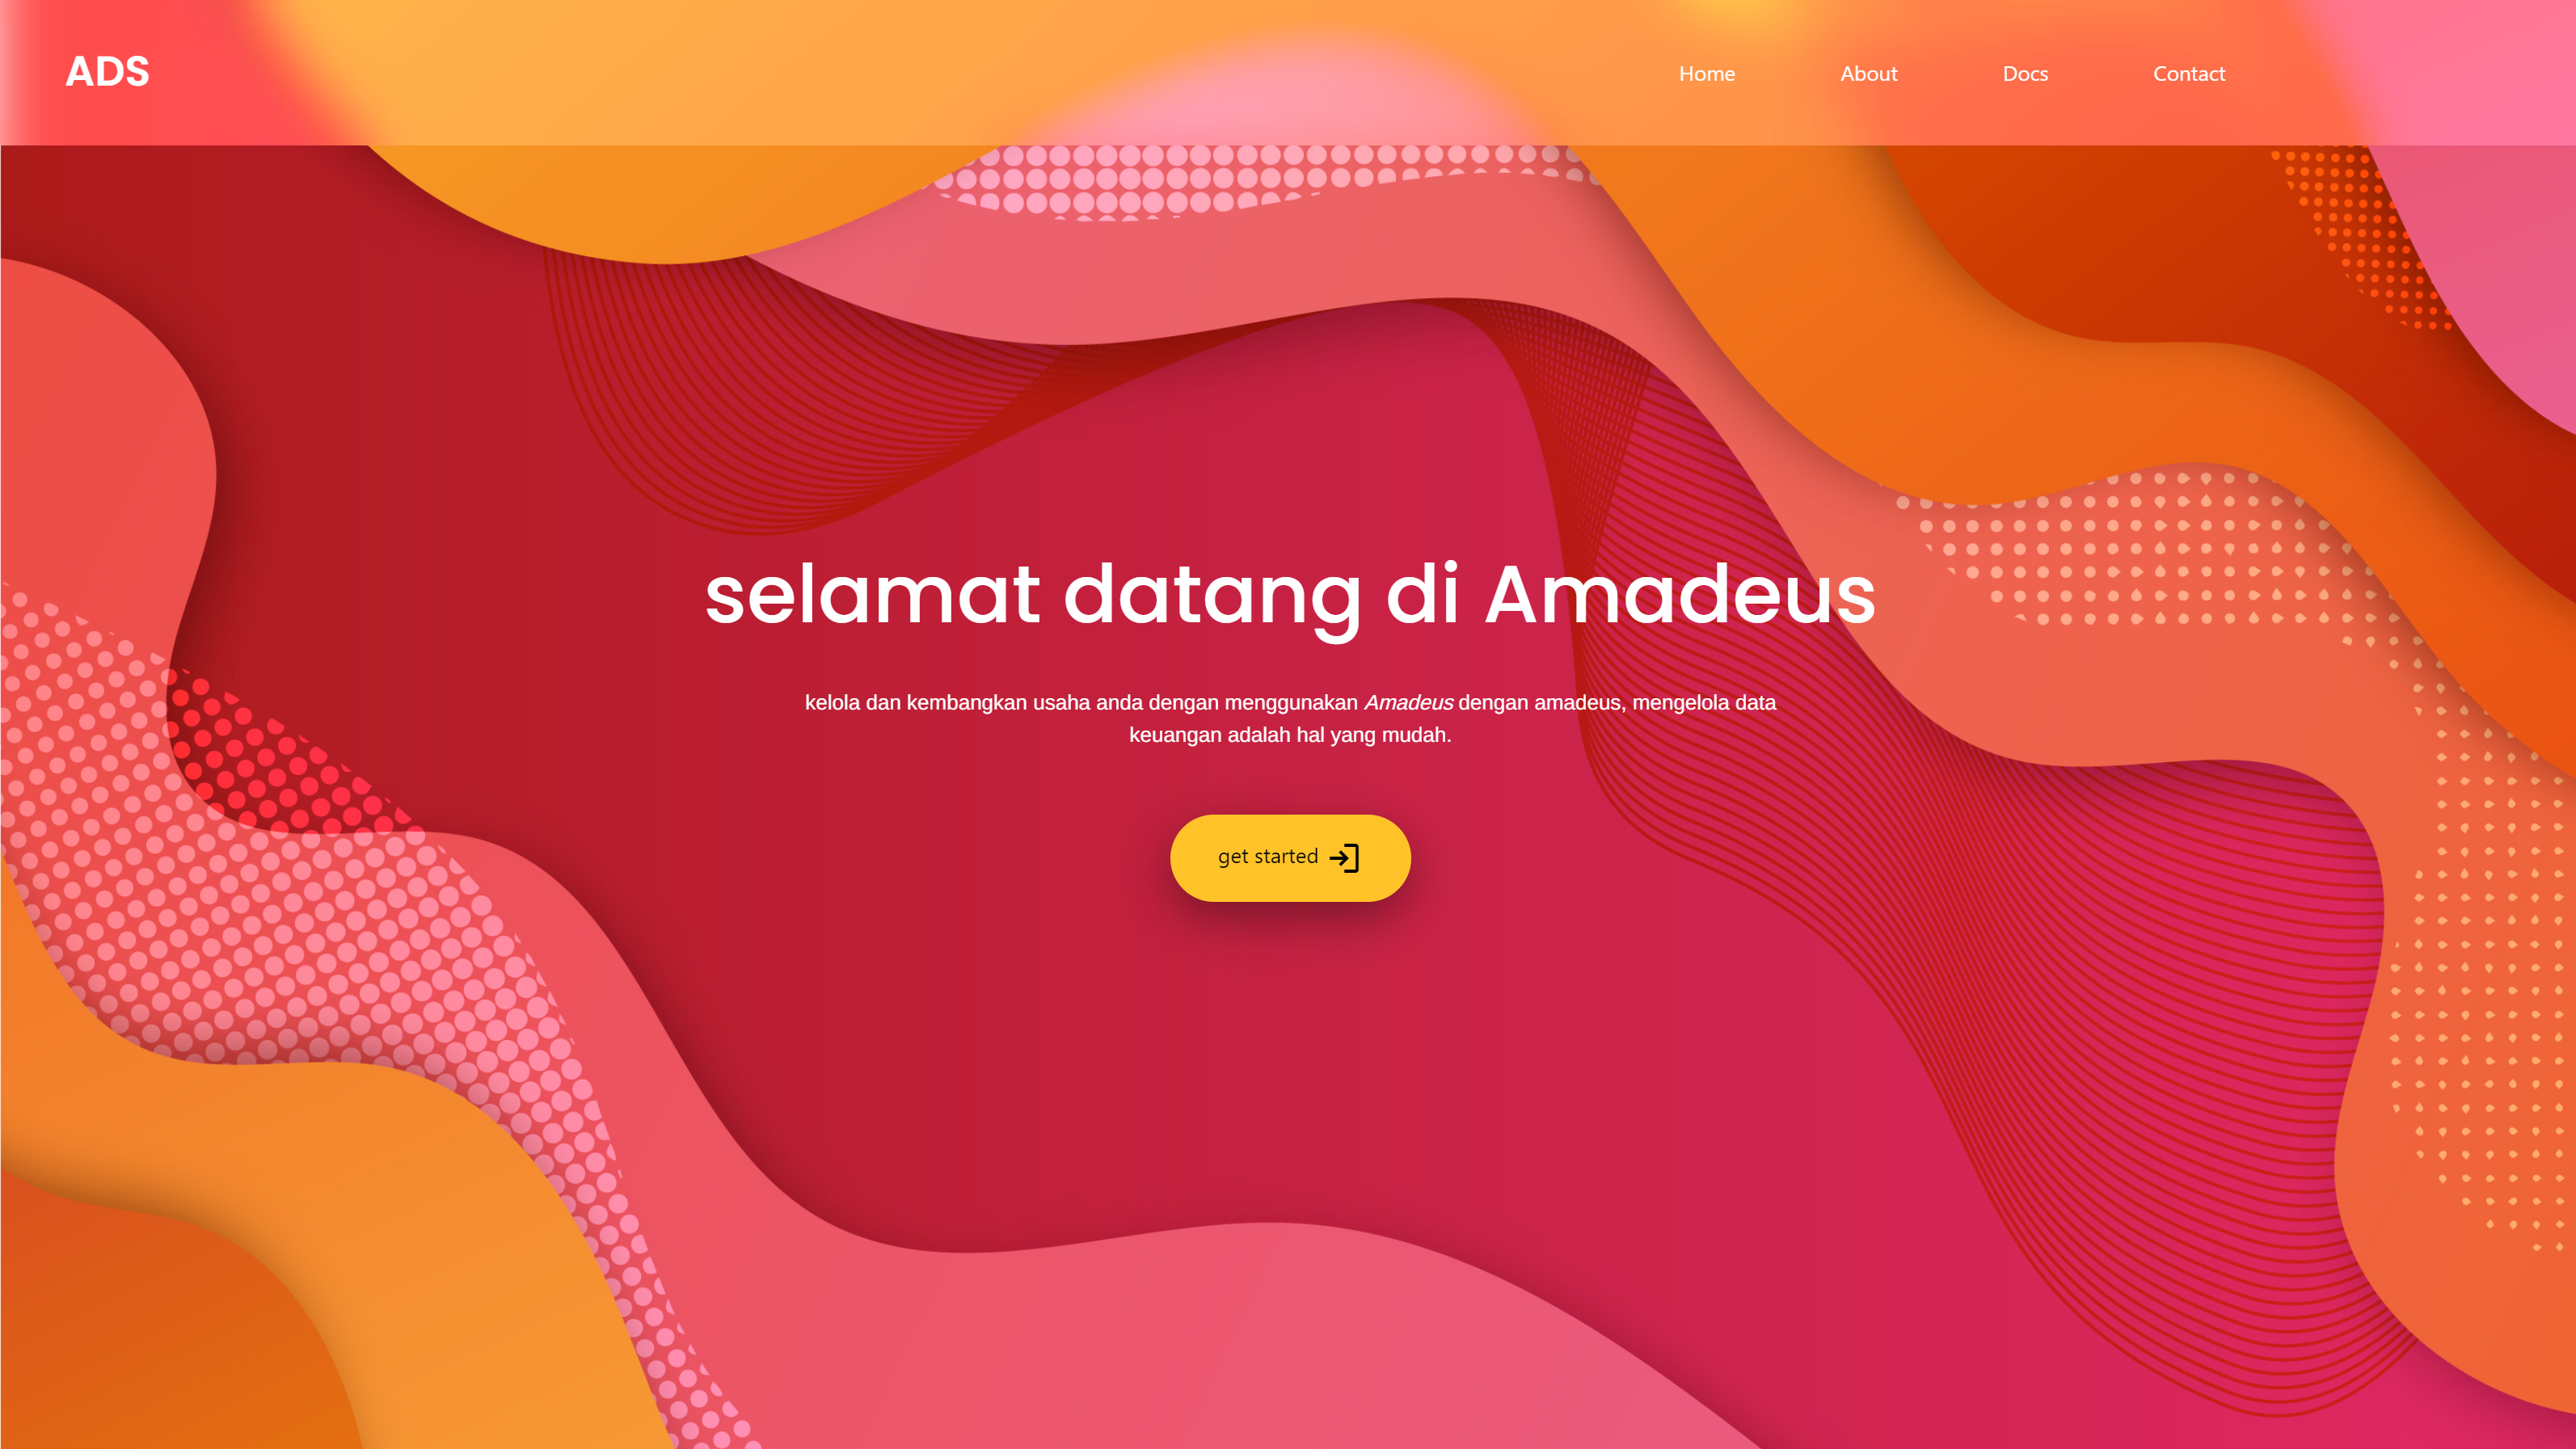 ADS
Home About Docs Contact
selamat datang di Amadeus
kelola dan kembangkan usaha anda dengan menggunakan Amadeus dengan amadeus, mengelola data
keuangan adalah hal yang mudah.
get started